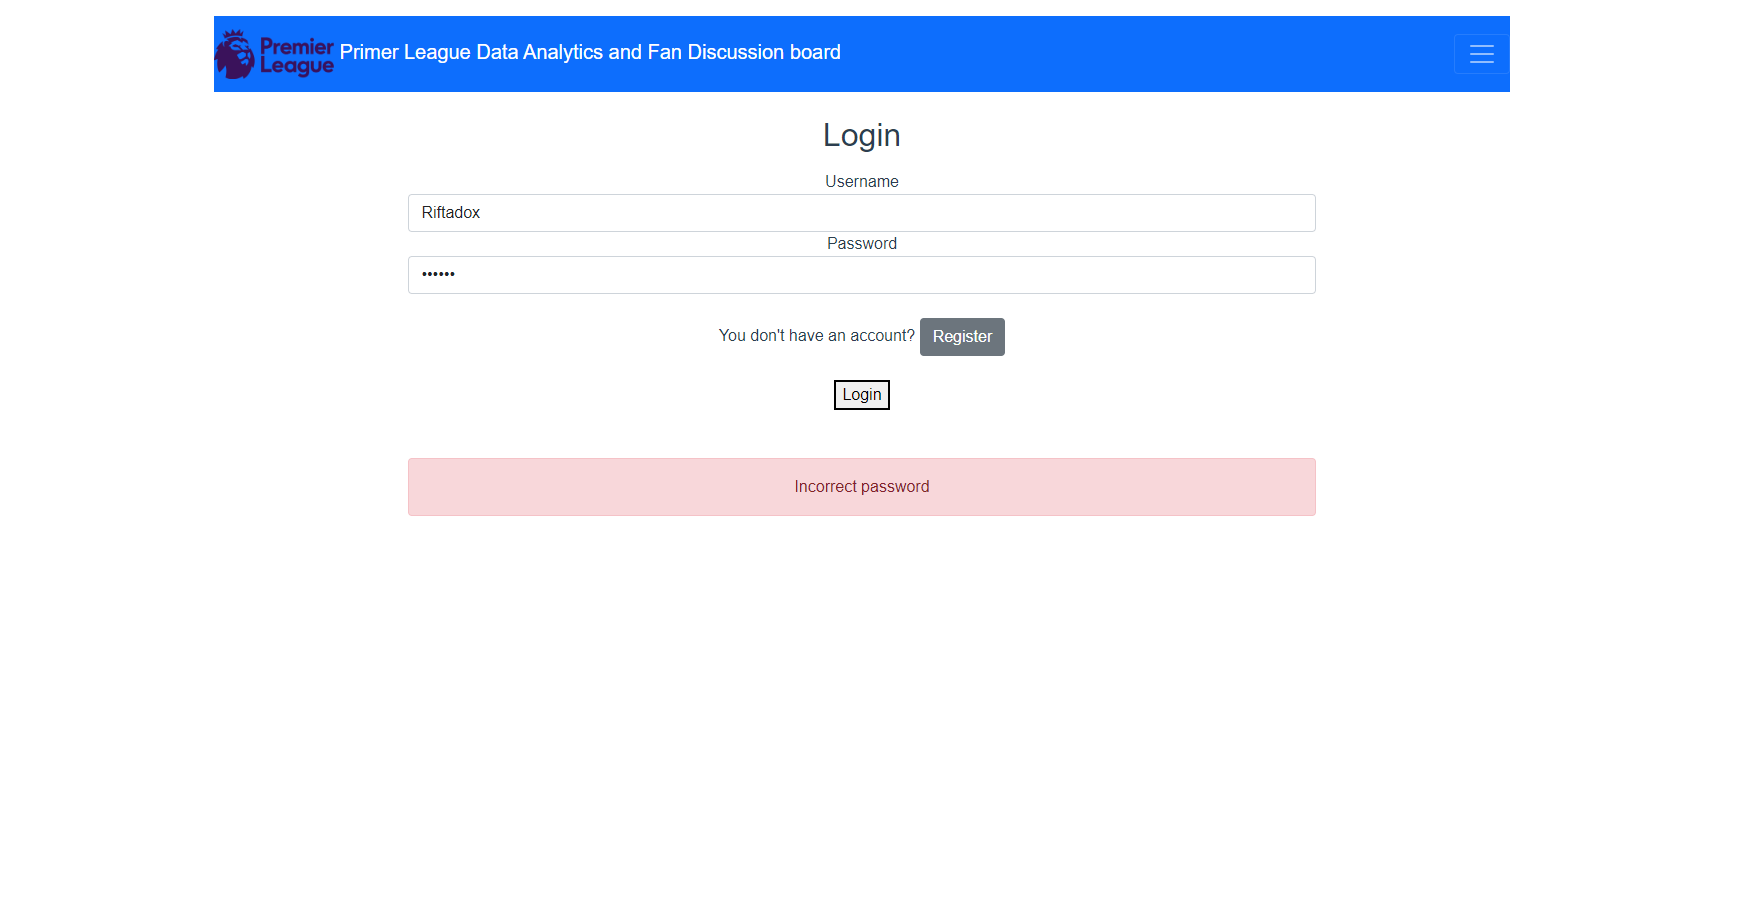 Premier League Primer League Data Analytics and Fan Discussion board
Login
Username
Riftadox
Password
••••••
You don't have an account? Register
Login
Incorrect password